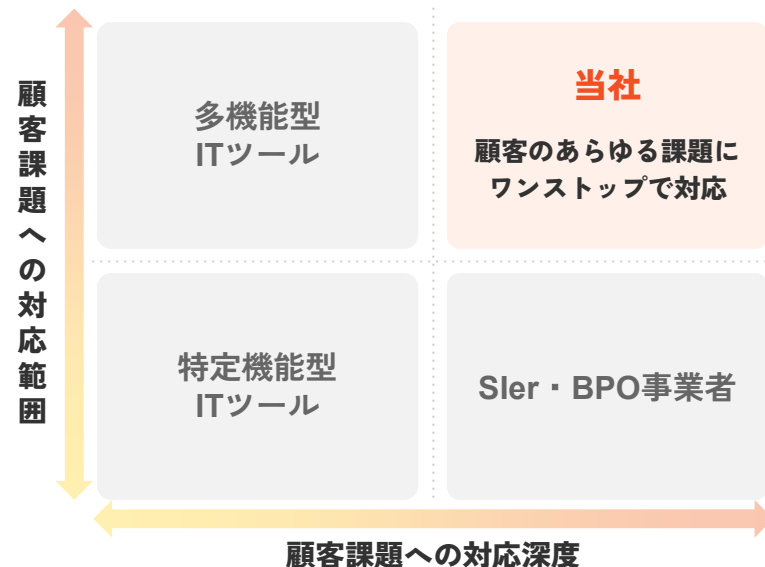 顧客課題への対応範囲
多機能型
ITツール
当社
顧客のあらゆる課題に
ワンストップで対応
特定機能型
ITツール
SIer・BPO事業者
顧客課題への対応深度